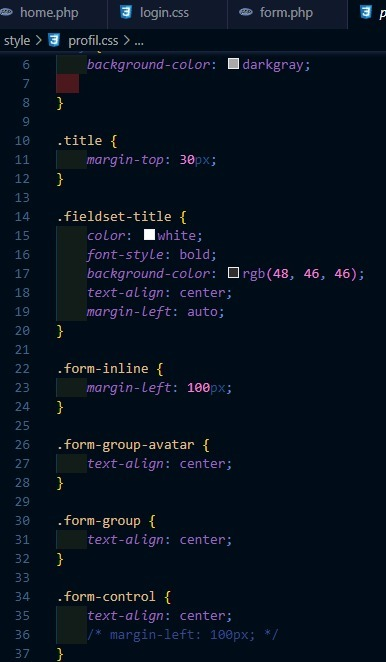 home.php login.css form.php
style > profil.css > ...
6 background-color: darkgray;
7
8 }
9
10 .title {
11 margin-top: 30px;
12 }
13
14 .fieldset-title {
15 color: white;
16 font-style: bold;
17 background-color: rgb(48, 46, 46);
18 text-align: center;
19 margin-left: auto;
20 }
21
22 .form-inline {
23 margin-left: 100px;
24 }
25
26 .form-group-avatar {
27 text-align: center;
28 }
29
30 .form-group {
31 text-align: center;
32 }
33
34 .form-control {
35 text-align: center;
36 /* margin-left: 100px; */
37 }